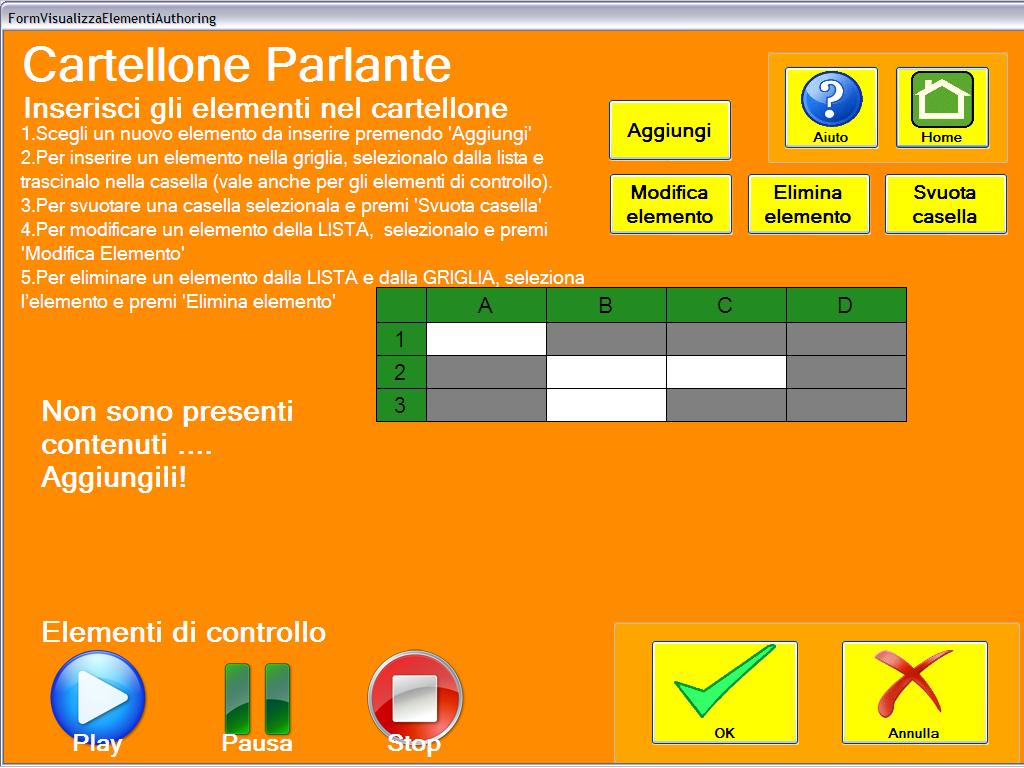 FormVisualizzaElementiAuthoring
Cartellone Parlante
Inserisci gli elementi nel cartellone
1.Scegli un nuovo elemento da inserire premendo 'Aggiungi'
2.Per inserire un elemento nella griglia, selezionalo dalla lista e
trascinalo nella casella (vale anche per gli elementi di controllo).
3.Per svuotare una casella selezionala e premi 'Svuota casella'
4.Per modificare un elemento della LISTA,  selezionalo e premi
'Modifica Elemento'
5.Per eliminare un elemento dalla LISTA e dalla GRIGLIA, seleziona
l'elemento e premi 'Elimina elemento'
Aggiungi
Aiuto
Home
Modifica
elemento
Elimina
elemento
Svuota
casella
A B C D
1
2
3
Non sono presenti
contenuti ....
Aggiungili!
Elementi di controllo
Play
Pausa
Stop
OK
Annulla